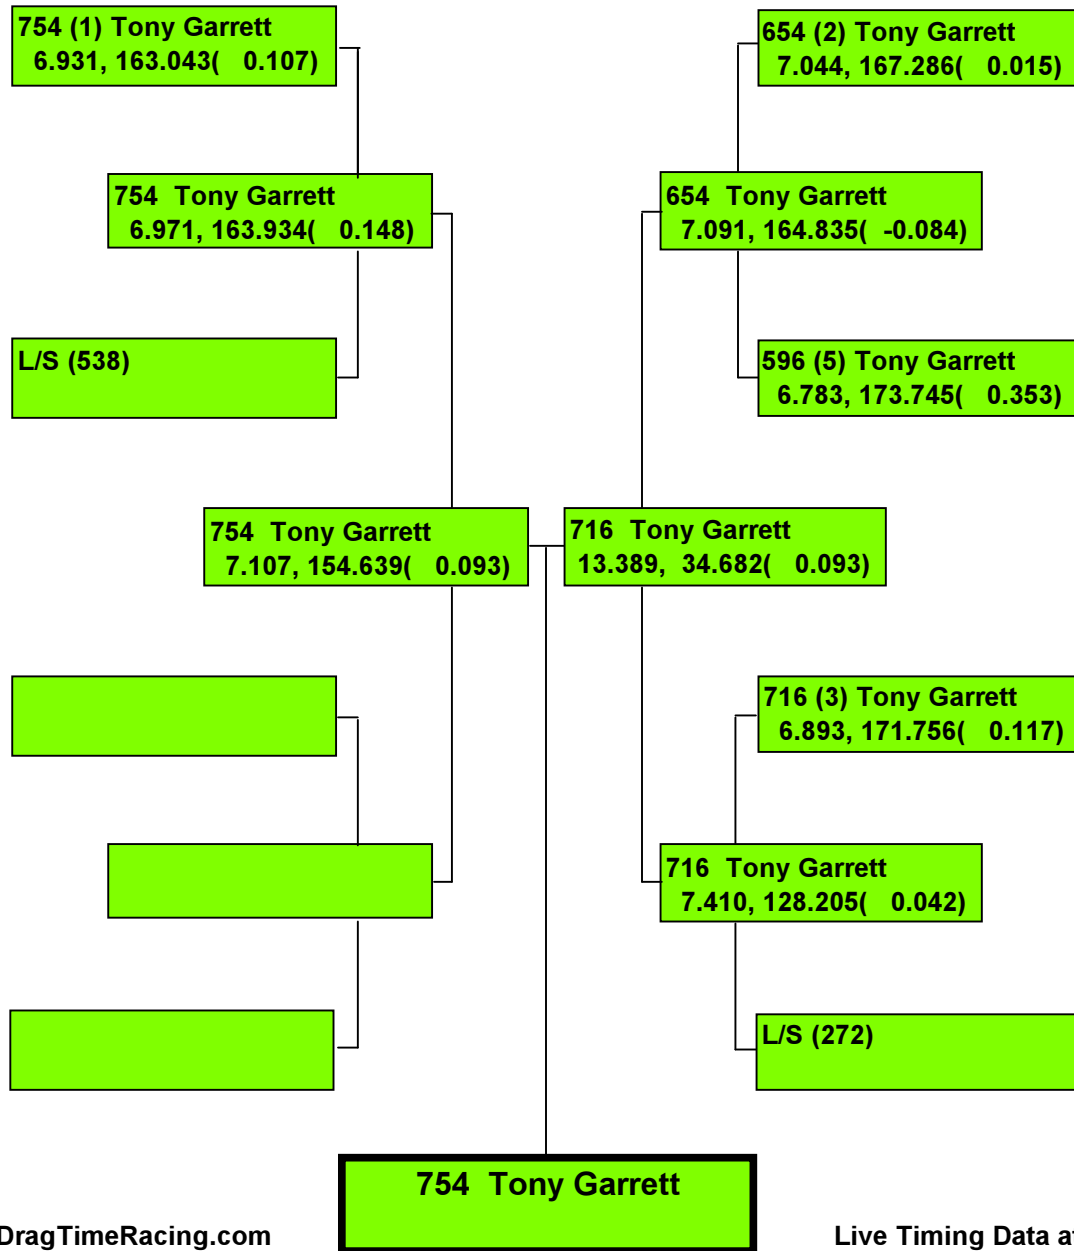 754 (1) Tony Garrett
6.931, 163.043( 0.107)
654 (2) Tony Garrett
7.044, 167.286( 0.015)
754 Tony Garrett
6.971, 163.934( 0.148)
654 Tony Garrett
7.091, 164.835( -0.084)
L/S (538)
596 (5) Tony Garrett
6.783, 173.745( 0.353)
754 Tony Garrett
7.107, 154.639( 0.093)
716 Tony Garrett
13.389, 34.682( 0.093)
716 (3) Tony Garrett
6.893, 171.756( 0.117)
716 Tony Garrett
7.410, 128.205( 0.042)
L/S (272)
754 Tony Garrett
DragTimeRacing.com
Live Timing Data at